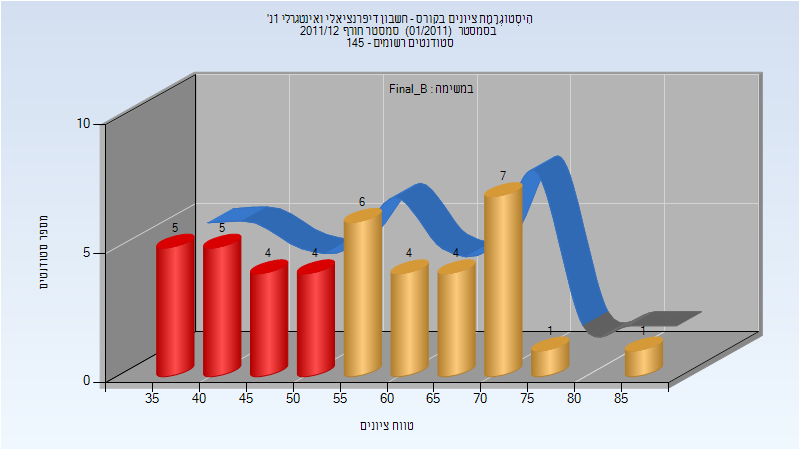 הִיסְטוֹגְרַמַת ציונים בקורס - חשבון דיפרנציאלי ואינטגרלי 1נ'
בסמסטר (01/2011) סמסטר חורף 2011/12
סטודנטים רשומים - 145
במשימה : Final_B
מספר סטודנטים
10
5
0
5
5
4
4
6
4
4
7
1
1
35 40 45 50 55 60 65 70 75 80 85
טווח ציונים